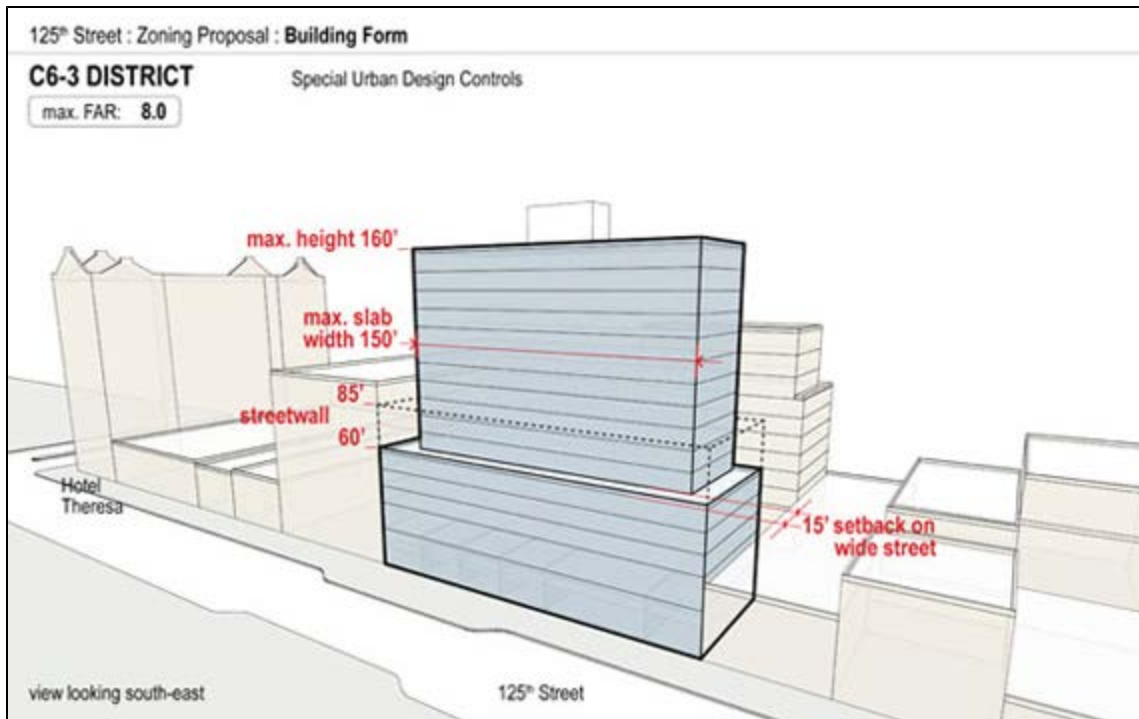 125th Street : Zoning Proposal : Building Form
C6-3 DISTRICT
Special Urban Design Controls
max. FAR: 8.0
max. height 160'
max. slab
width 150'
85'
streetwall
60'
Hotel
Theresa
15' setback on
wide street
view looking south-east
125th Street